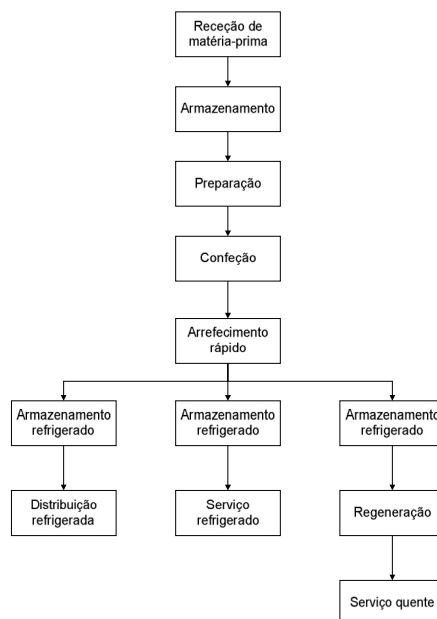 Receção de
matéria-prima
Armazenamento
Preparação
Confeção
Arrefecimento
rápido
Armazenamento
refrigerado
Armazenamento
refrigerado
Armazenamento
refrigerado
Distribuição
refrigerada
Serviço
refrigerado
Regeneração
Serviço quente